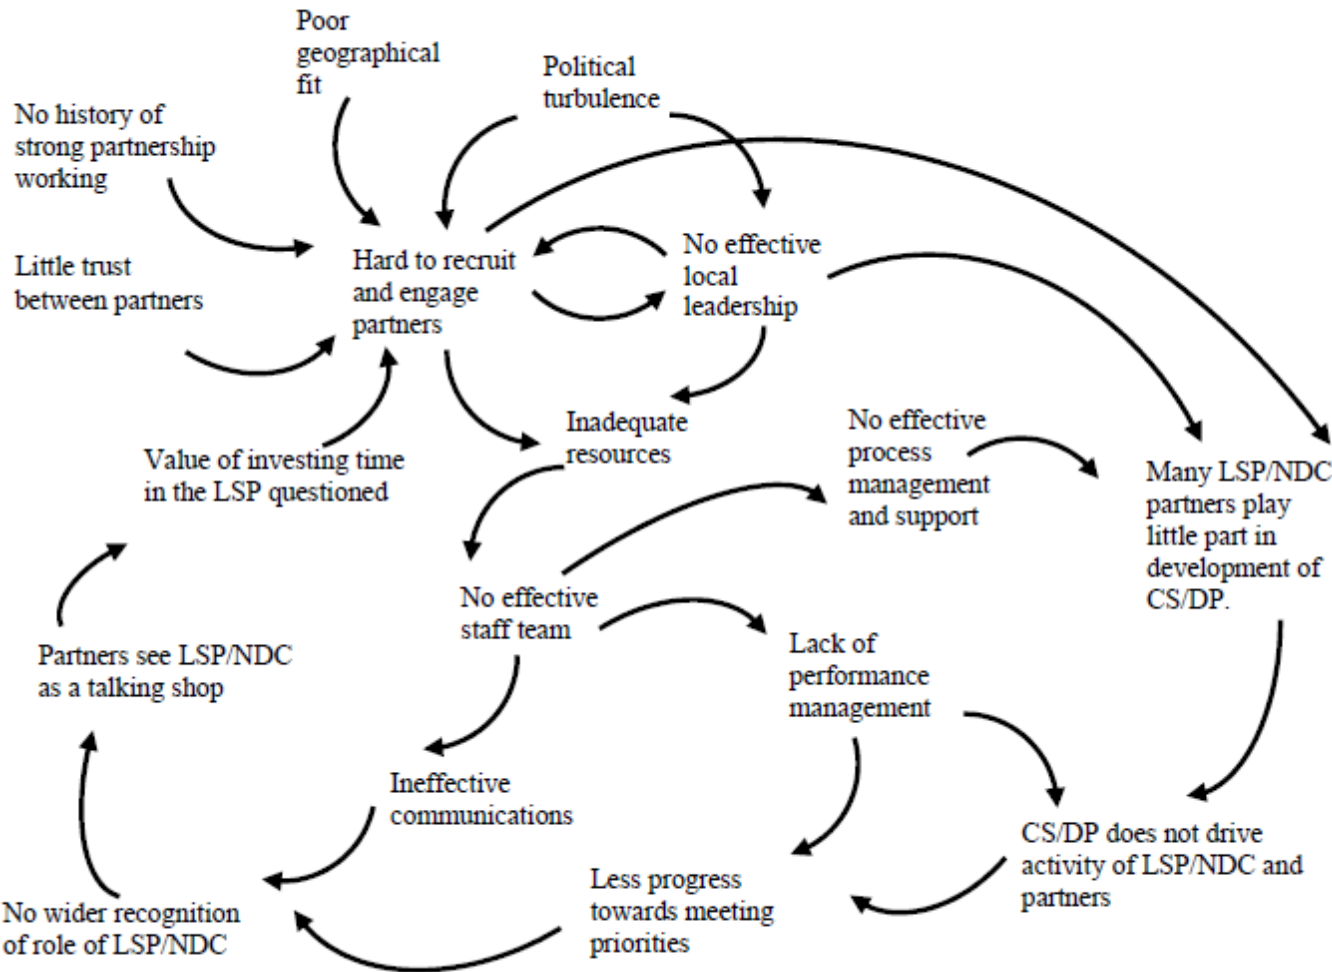 Poor
geographical
fit
Political
turbulence
No history of
strong partnership
working
Little trust
between partners
Hard to recruit
and engage
partners
No effective
local
leadership
Value of investing time
in the LSP questioned
Inadequate
resources
No effective
process
management
and support
Many LSP/NDC
partners play
little part in
development of
CS/DP.
No effective
staff team
Partners see LSP/NDC
as a talking shop
Lack of
performance
management
Ineffective
communications
CS/DP does not drive
activity of LSP/NDC and
partners
Less progress
towards meeting
priorities
No wider recognition
of role of LSP/NDC